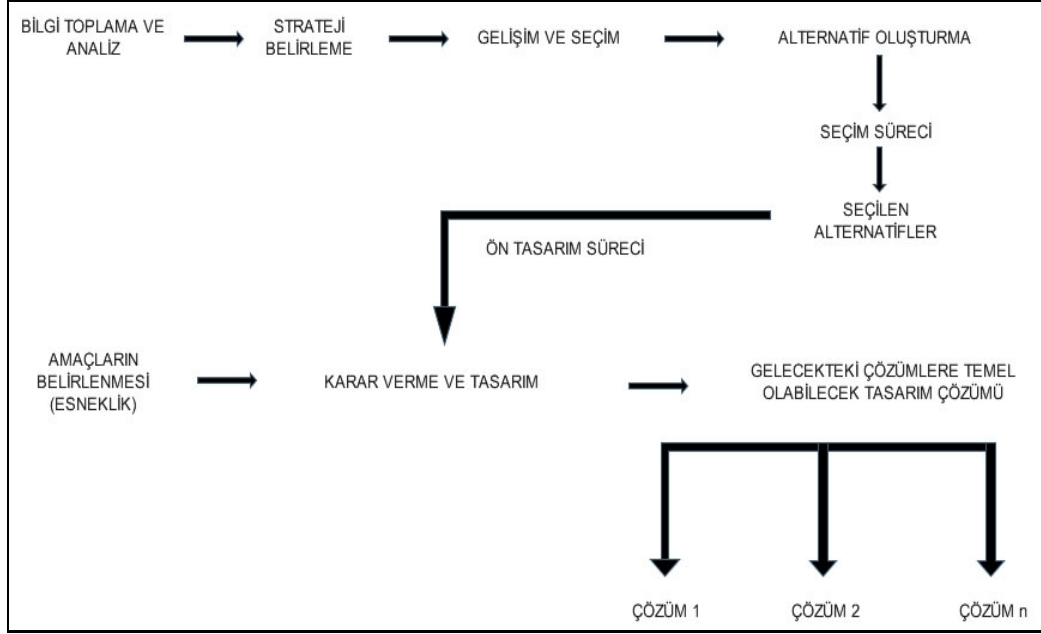 BİLGİ TOPLAMA VE
ANALİZ
STRATEJİ
BELİRLEME
GELİŞİM VE SEÇİM
ALTERNATİF OLUŞTURMA
SEÇİM SÜRECİ
SEÇİLEN
ALTERNATİFLER
ÖN TASARIM SÜRECİ
AMAÇLARIN
BELİRLENMESİ
(ESNEKLİK)
KARAR VERME VE TASARIM
GELECEKTEKİ ÇÖZÜMLERE TEMEL
OLABİLECEK TASARIM ÇÖZÜMÜ
ÇÖZÜM 1
ÇÖZÜM 2
ÇÖZÜM n